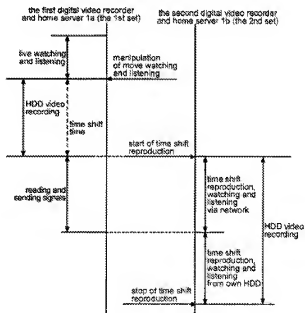 the first digital video recorder
and home server 1a (the 1st set)
the second digital video recorder
and home server 1b (the 2nd set)
live watching
and listening
manipulation
of move watching
and listening
HDD video
recording
time shift
time
start of time shift
reproduction
reading and
sending signals
time shift
reproduction,
watching and
listening
via network
HDD video
recording
time shift
reproduction,
watching and
listening
from own HDD
stop of time shift
reproduction